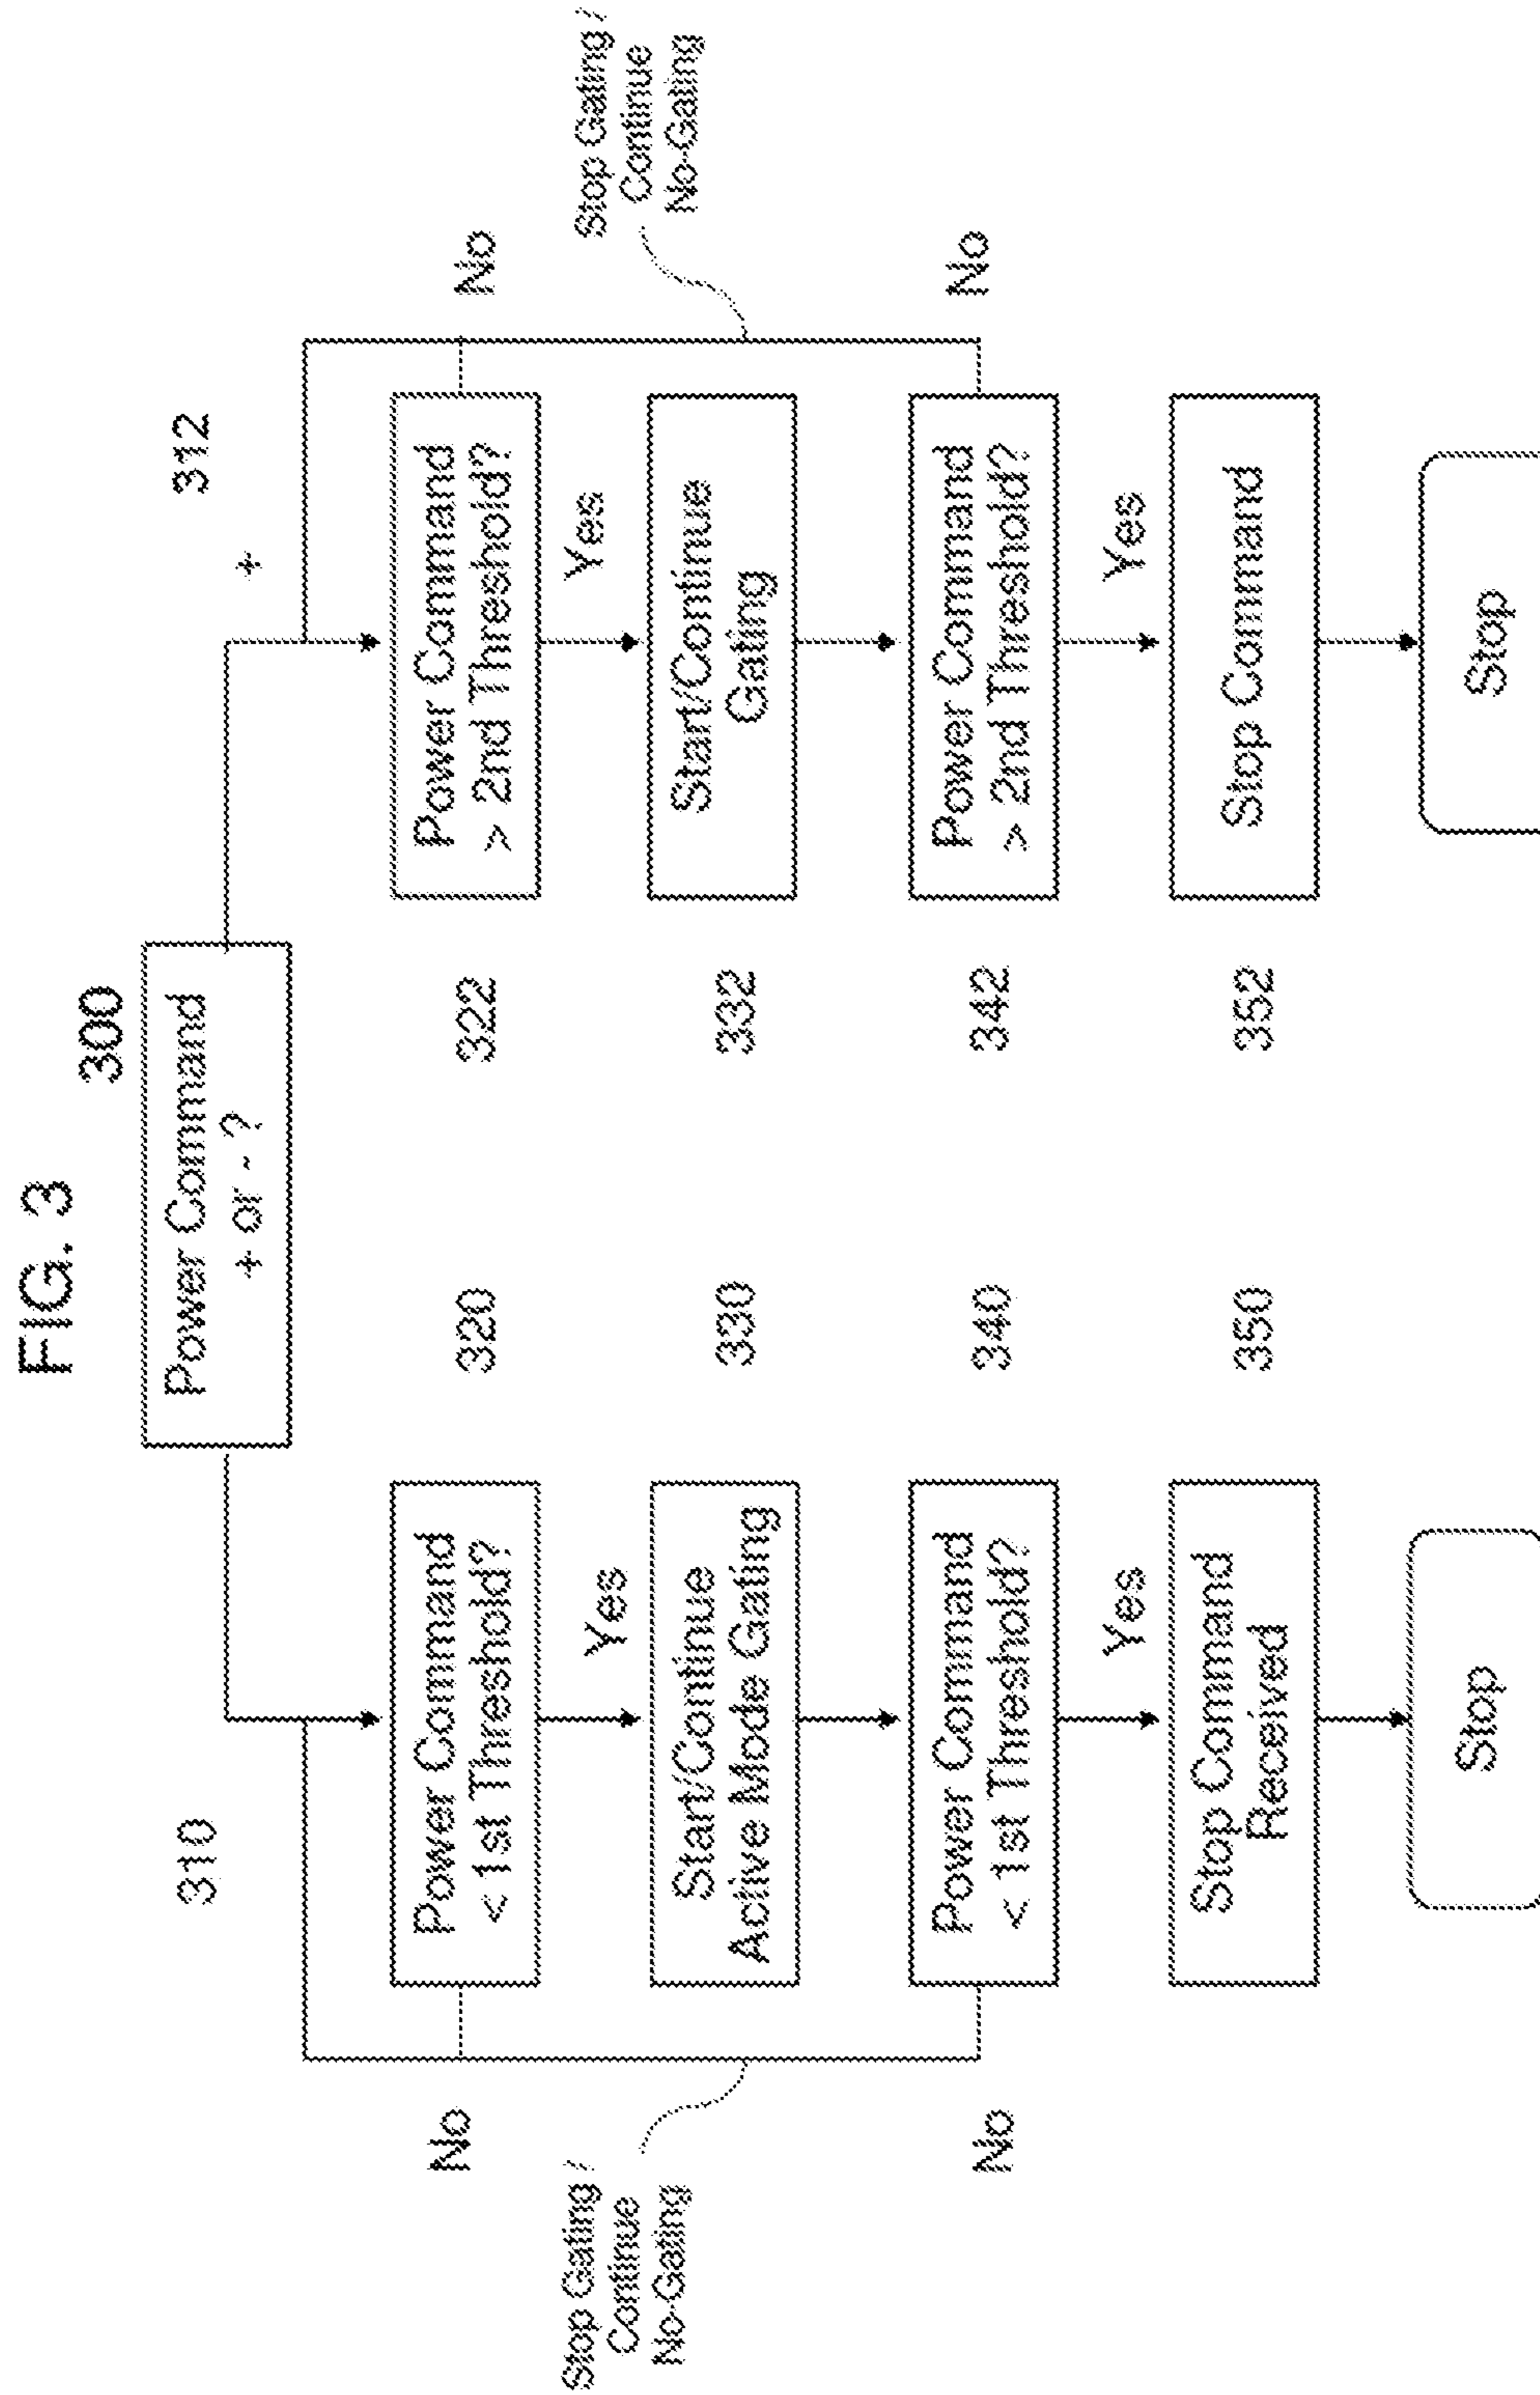 FIG. 3
300
Power Command
+ or - ?
310
312
+
320
Power Command
< 1st Threshold?
No
Yes
322
Power Command
> 2nd Threshold?
No
Yes
Stop Gating /
Continue
No-Gating
Stop Gating /
Continue
No-Gating
330
Start/Continue
Active Mode Gating
332
Start/Continue
Gating
340
Power Command
< 1st Threshold?
No
Yes
342
Power Command
> 2nd Threshold?
No
Yes
350
Stop Command
Received
352
Stop Command
Stop
Stop